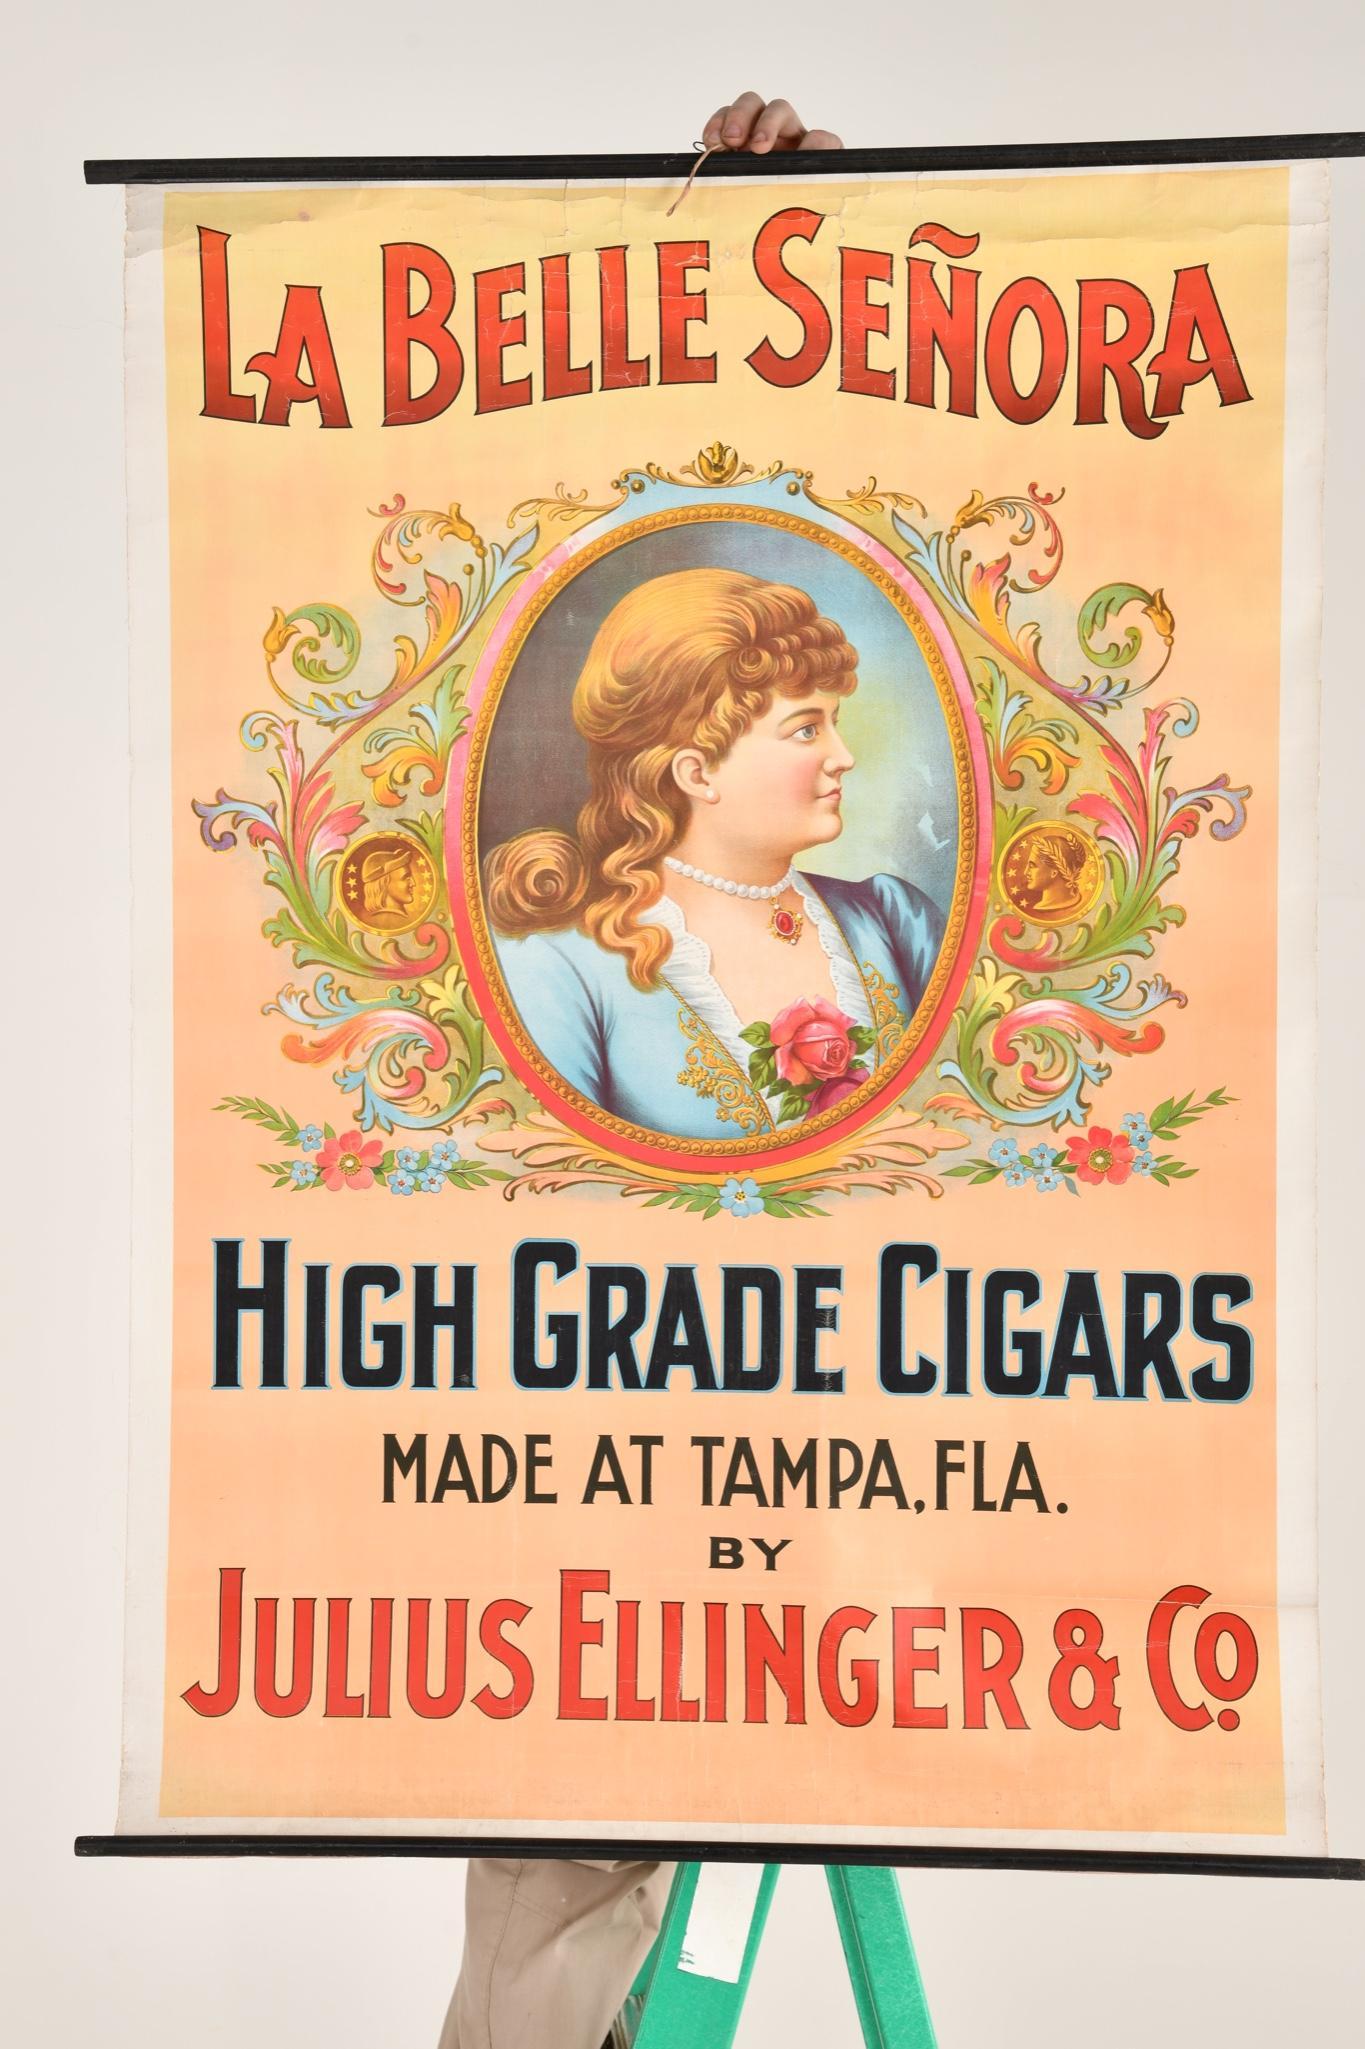 LA BELLE SEÑORA
HIGH GRADE CIGARS
MADE AT TAMPA, FLA.
BY
JULIUS ELLINGER & Co.